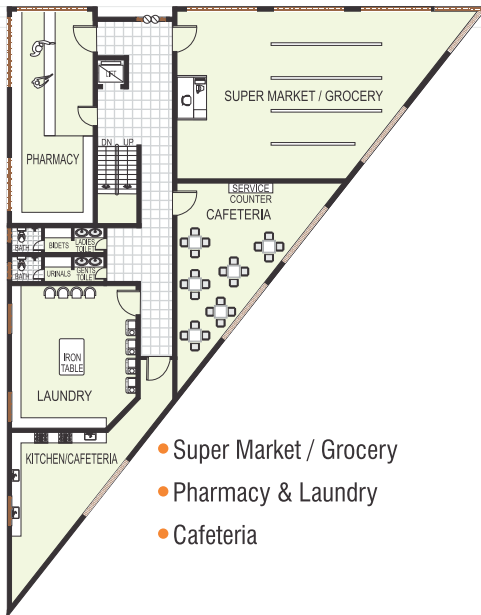 LIFT
SUPER MARKET / GROCERY
DN UP
PHARMACY
SERVICE
COUNTER
CAFETERIA
BATH
BIDETS
LADIES
TOILET
BATH
URINALS
GENTS
TOILET
IRON
TABLE
LAUNDRY
KITCHEN/CAFETERIA
Super Market / Grocery
Pharmacy & Laundry
Cafeteria